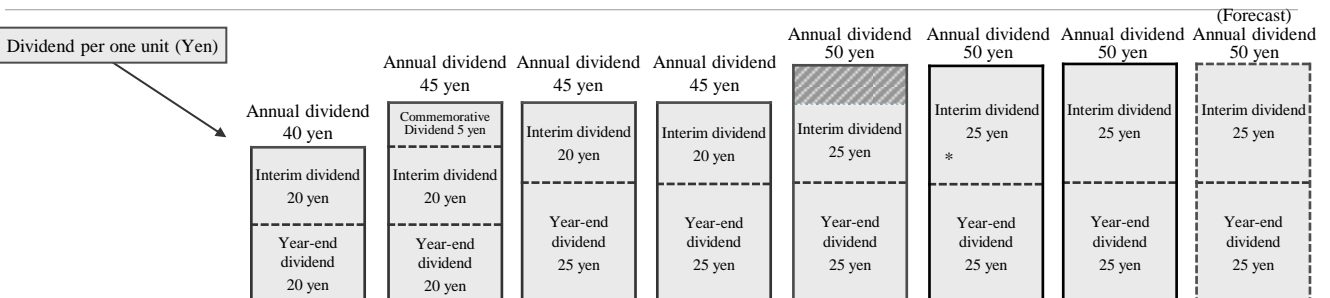 Dividend per one unit (Yen)
Annual dividend
40 yen
Interim dividend
20 yen
Year-end
dividend
20 yen
Annual dividend
45 yen
Commemorative
Dividend 5 yen
Interim dividend
20 yen
Year-end
dividend
20 yen
Annual dividend
45 yen
Interim dividend
20 yen
Year-end
dividend
25 yen
Annual dividend
45 yen
Interim dividend
20 yen
Year-end
dividend
25 yen
Annual dividend
50 yen
Interim dividend
25 yen
Year-end
dividend
25 yen
Annual dividend
50 yen
Interim dividend
25 yen
*
Year-end
dividend
25 yen
Annual dividend
50 yen
Interim dividend
25 yen
Year-end
dividend
25 yen
(Forecast)
Annual dividend
50 yen
Interim dividend
25 yen
Year-end
dividend
25 yen